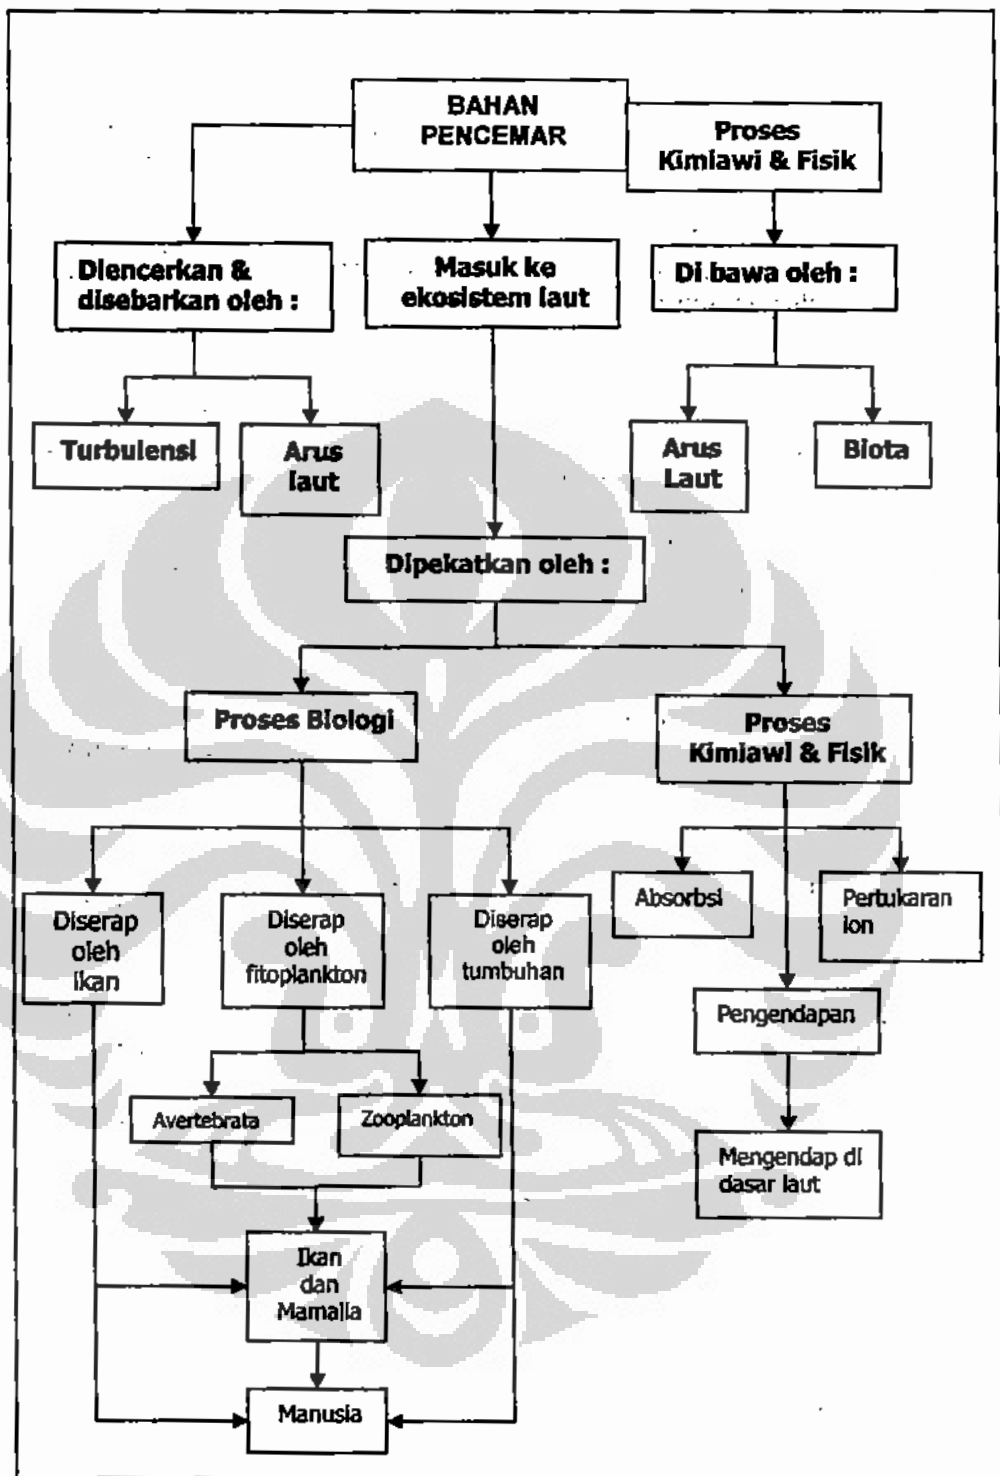 BAHAN
PENCEMAR
Proses
Kimiawi & Fisik
Diencerkan &
disebarkan oleh :
Masuk ke
ekosistem laut
Di bawa oleh :
Turbulensi
Arus
laut
Arus
Laut
Biota
Dipekatkan oleh :
Proses Biologi
Proses
Kimiawi & Fisik
Diserap
oleh
ikan
Diserap
oleh
fitoplankton
Diserap
oleh
tumbuhan
Absorbsi
Pertukaran
ion
Pengendapan
Avertebrata
Zooplankton
Mengendap di
dasar laut
Ikan
dan
Mamalia
Manusia